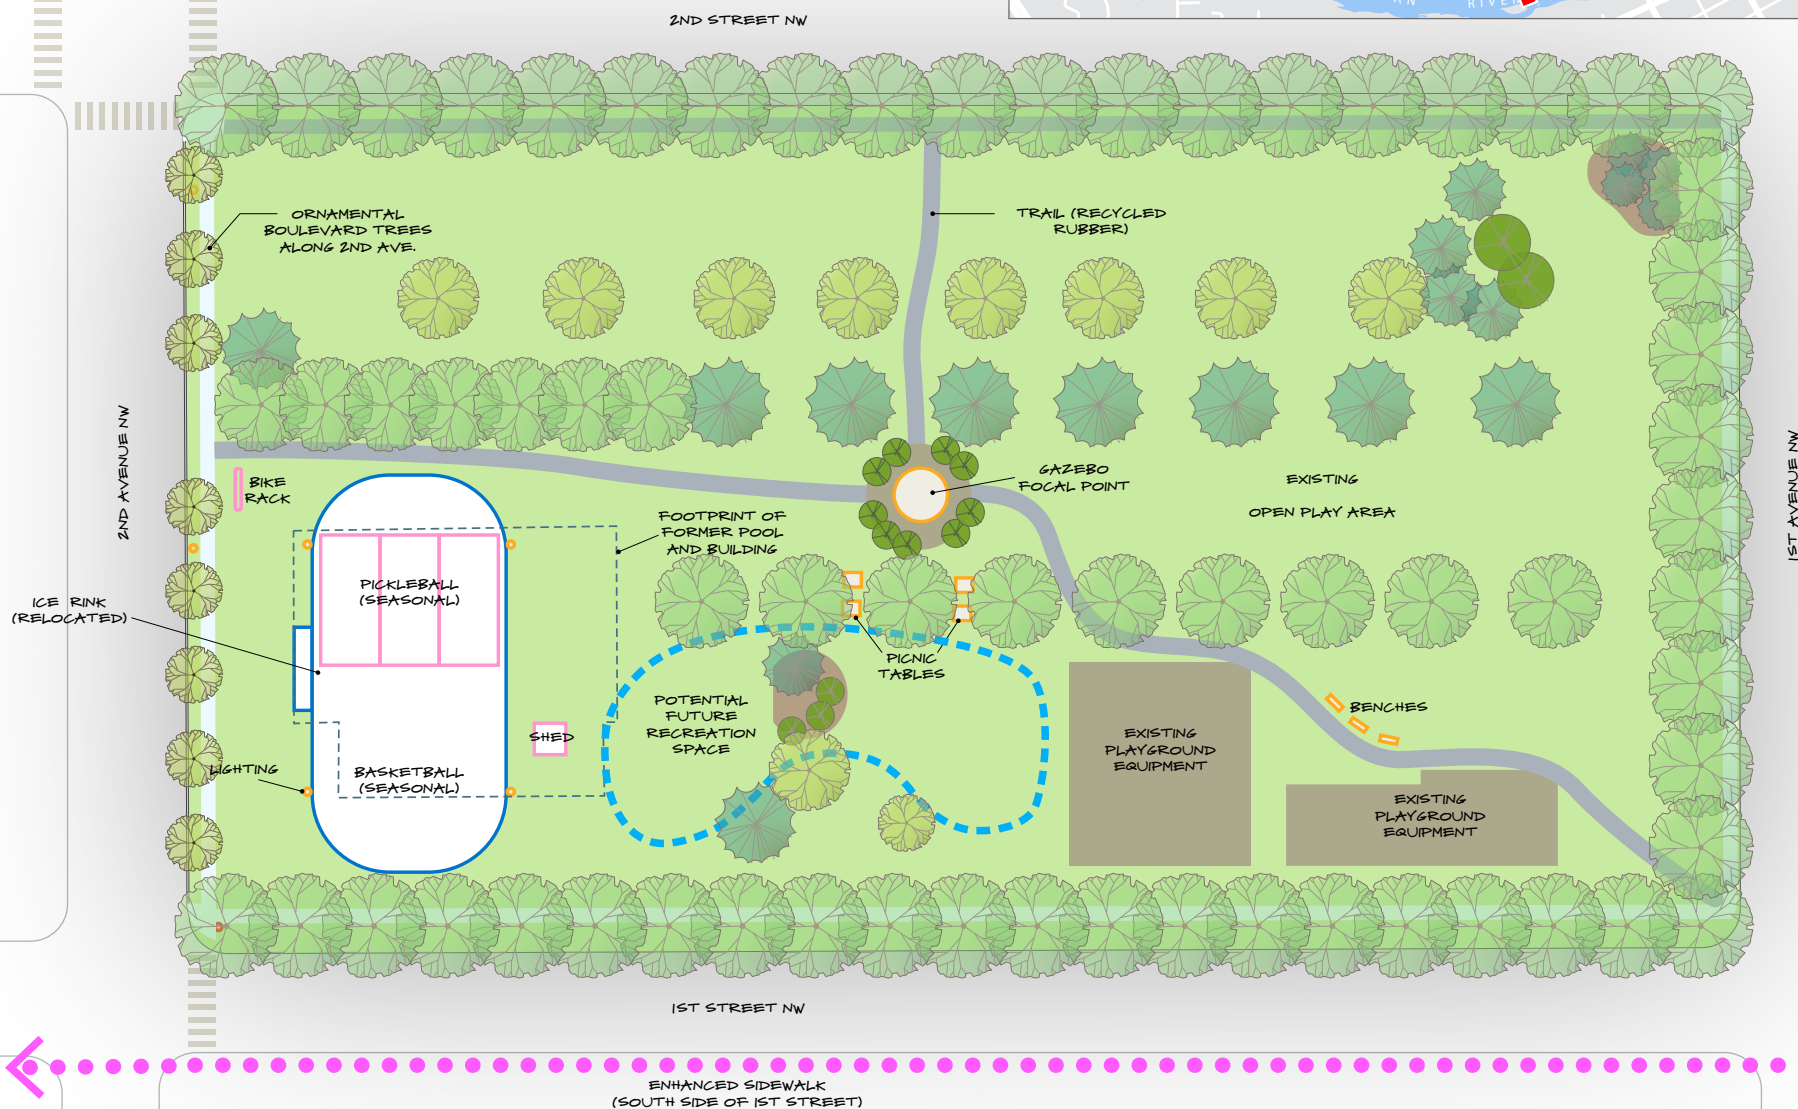 AN RIVER
2ND STREET NW
ORNAMENTAL
BOULEVARD TREES
ALONG 2ND AVE.
TRAIL (RECYCLED
RUBBER)
2ND AVENUE NW
1ST AVENUE NW
BIKE
RACK
GAZEBO
FOCAL POINT
EXISTING
OPEN PLAY AREA
FOOTPRINT OF
FORMER POOL
AND BUILDING
PICKLEBALL
(SEASONAL)
ICE RINK
(RELOCATED)
PICNIC
TABLES
POTENTIAL
FUTURE
RECREATION
SPACE
BENCHES
SHED
EXISTING
PLAYGROUND
EQUIPMENT
LIGHTING
BASKETBALL
(SEASONAL)
EXISTING
PLAYGROUND
EQUIPMENT
1ST STREET NW
ENHANCED SIDEWALK
(SOUTH SIDE OF 1ST STREET)